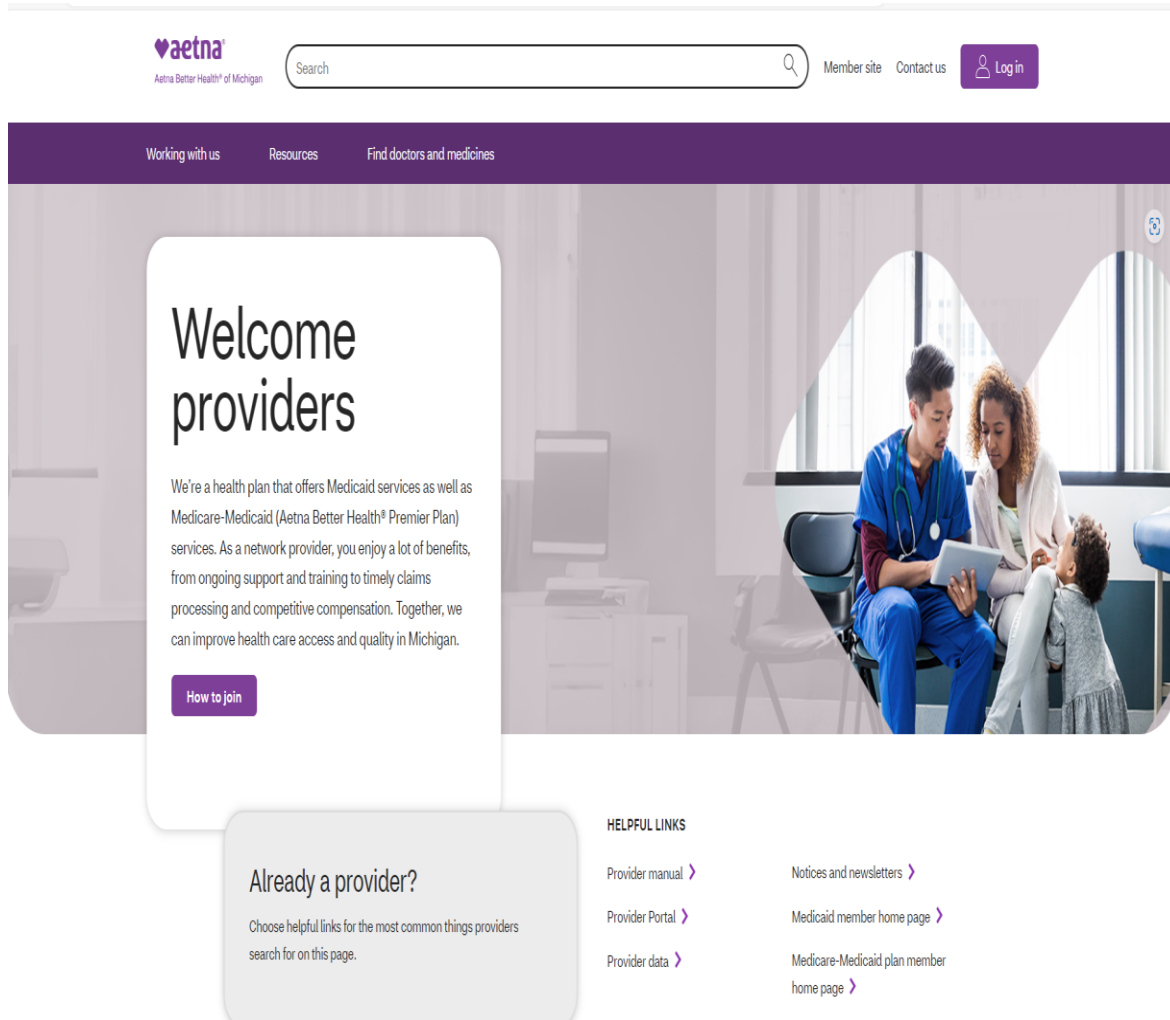 aetna®
Aetna Better Health® of Michigan
Search
Member site
Contact us
Log in
Working with us
Resources
Find doctors and medicines
Welcome
providers
We're a health plan that offers Medicaid services as well as
Medicare-Medicaid (Aetna Better Health® Premier Plan)
services. As a network provider, you enjoy a lot of benefits,
from ongoing support and training to timely claims
processing and competitive compensation. Together, we
can improve health care access and quality in Michigan.
How to join
Already a provider?
Choose helpful links for the most common things providers
search for on this page.
HELPFUL LINKS
Provider manual
Provider Portal
Provider data
Notices and newsletters
Medicaid member home page
Medicare-Medicaid plan member
home page